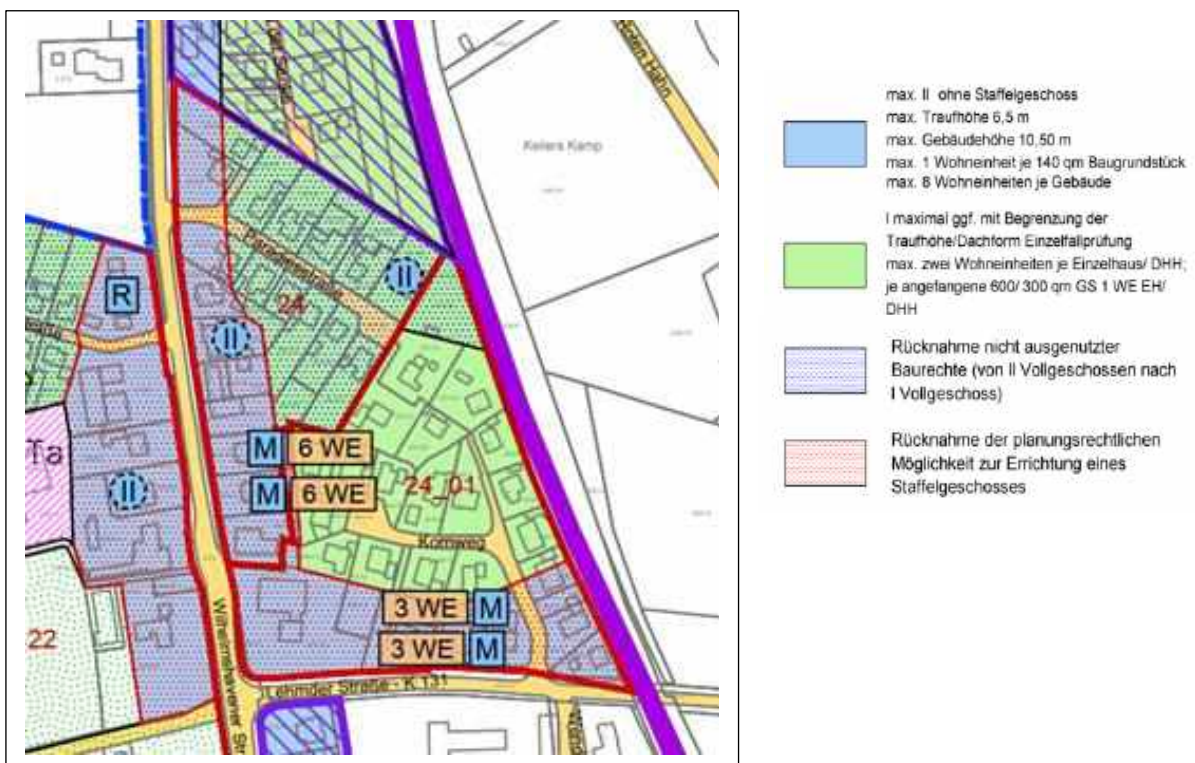 Kellers Kamp
R
24
II
II
II
Ta
M 6 WE
M 6 WE
24_01
Kornweg
3 WE M
3 WE M
22
Wilhelmshavener Str
Lehmder Straße - K 131
max. II ohne Staffelgeschoss
max. Traufhöhe 6,5 m
max. Gebäudehöhe 10,50 m
max. 1 Wohneinheit je 140 qm Baugrundstück
max. 8 Wohneinheiten je Gebäude
I maximal ggf. mit Begrenzung der
Traufhöhe/Dachform Einzelfallprüfung
max. zwei Wohneinheiten je Einzelhaus/ DHH;
je angefangene 600/ 300 qm GS 1 WE EH/
DHH
Rücknahme nicht ausgenutzter
Baurechte (von II Vollgeschossen nach
I Vollgeschoss)
Rücknahme der planungsrechtlichen
Möglichkeit zur Errichtung eines
Staffelgeschosses